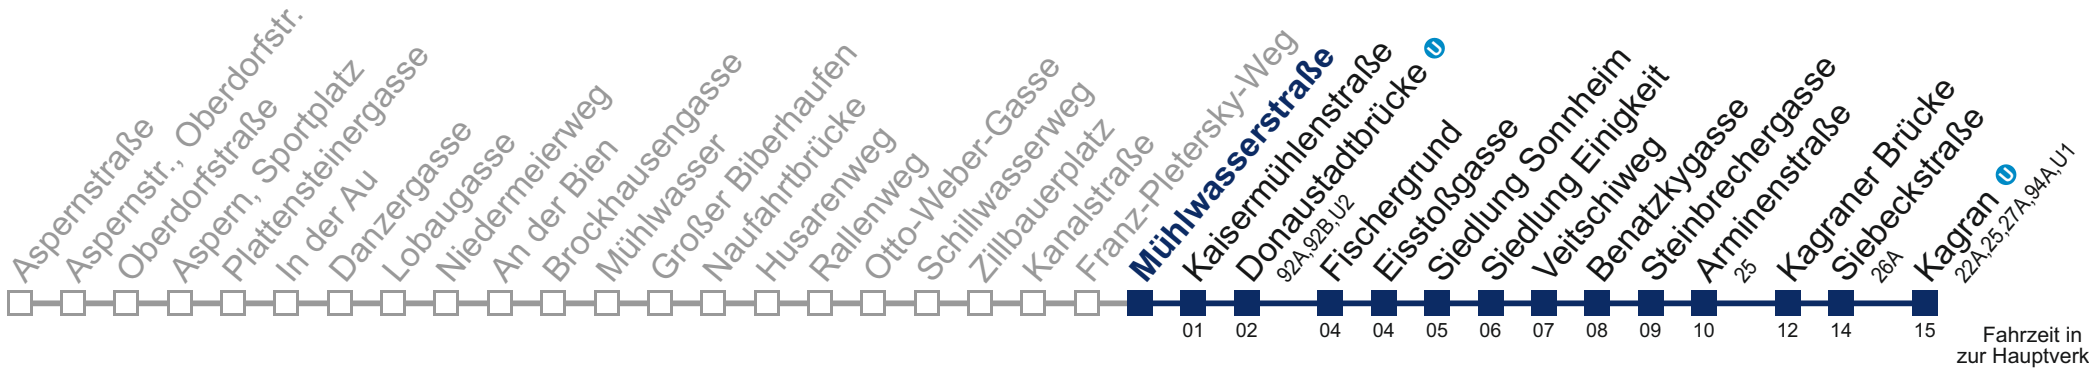 Aspernstraße
Aspernstr., Oberdorfstr.
Oberdorfstraße
Aspern, Sportplatz
Plattensteinergasse
In der Au
Danzergasse
Lobaugasse
Niedermeierweg
An der Bien
Brockhausengasse
Mühlwasser
Großer Biberhaufen
Naufahrtbrücke
Husarenweg
Rallenweg
Otto-Weber-Gasse
Schillwasserweg
Zillbauerplatz
Kanalstraße
Franz-Pletersky-Weg
Mühlwasserstraße
Kaisermühlenstraße
Donaustadtbrücke U
92A,92B,U2
Fischergrund
Eisstoßgasse
Siedlung Sonnheim
Siedlung Einigkeit
Veitschiweg
Benatzkygasse
Steinbrechergasse
Arminenstraße
25
Kagraner Brücke
Siebeckstraße
26A
Kagran U
22A,25,27A,94A,U1
01 02 04 04 05 06 07 08 09 10 12 14 15
Fahrzeit in
zur Hauptverk